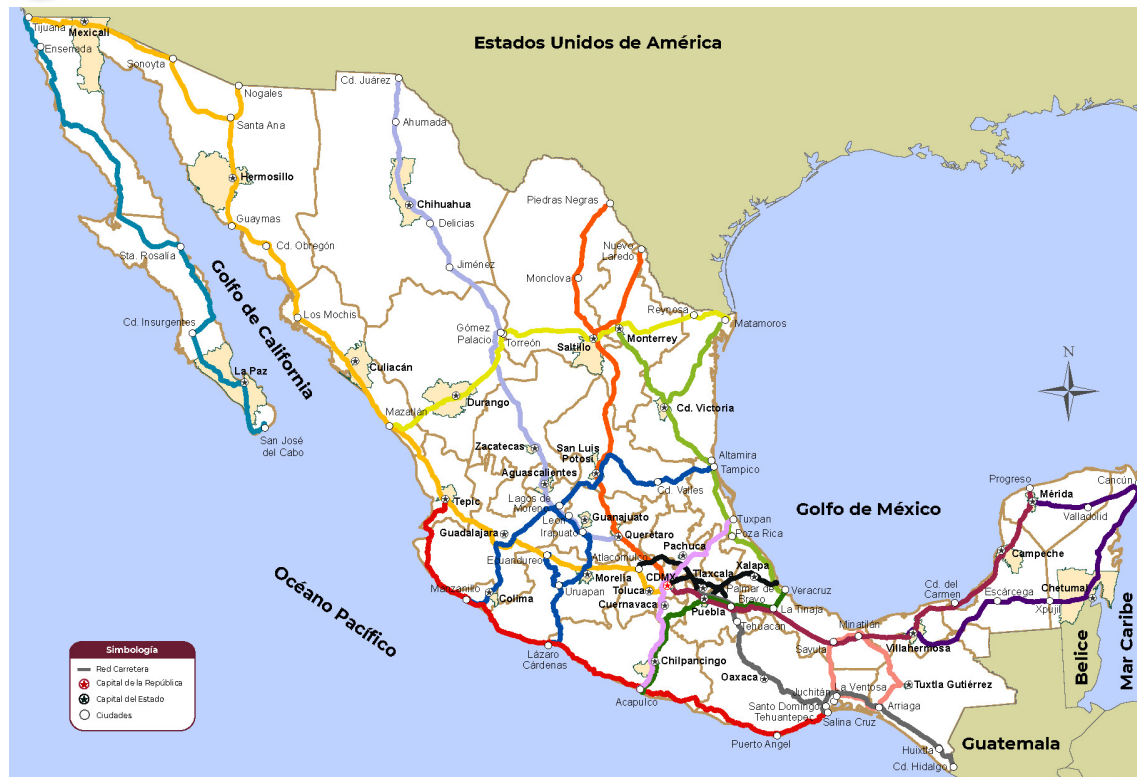 Tijuana
Mexicali
Ensenada
Sonoyta
Nogales
Santa Ana
Cd. Juárez
Ahumada
Estados Unidos de América
Hermosillo
Chihuahua
Delicias
Piedras Negras
Guaymas
Cd. Obregón
Sta. Rosalía
Jiménez
Nuevo
Laredo
Monclova
Golfo de California
Cd. Insurgentes
Los Mochis
Reynosa
Matamoros
Gómez
Palacio
Torreón
Saltillo
Monterrey
La Paz
Culiacán
Durango
Cd. Victoria
N
San José
del Cabo
Mazatlán
Zacatecas
San Luis
Potosí
Altamira
Tampico
Aguascalientes
Cd. Valles
Tepic
Lagos de
Moreno
León
Guanajuato
Irapuato
Guadalajara
Querétaro
Tuxpan
Poza Rica
Golfo de México
Progreso
Mérida
Cancún
Valladolid
Ecuandureo
Atlacomulco
Pachuca
Campeche
Océano Pacífico
Manzanillo
Colima
Morelia
Uruapan
Toluca
CDMX
Tlaxcala
Xalapa
Cuernavaca
Puebla
Palmar de
Bravo
Veracruz
La Tinaja
Tehuacán
Cd. del
Carmen
Escárcega
Xpujil
Chetumal
Minatilán
Sayula
Villahermosa
Belice
Mar Caribe
Lázaro
Cárdenas
Chilpancingo
Acapulco
Oaxaca
Juchitán
La Ventosa
Tuxtla Gutiérrez
Santo Domingo
Tehuantepec
Salina Cruz
Arriaga
Puerto Angel
Huixtla
Cd. Hidalgo
Guatemala
Simbología
Red Carretera
Capital de la República
Capital del Estado
Ciudades